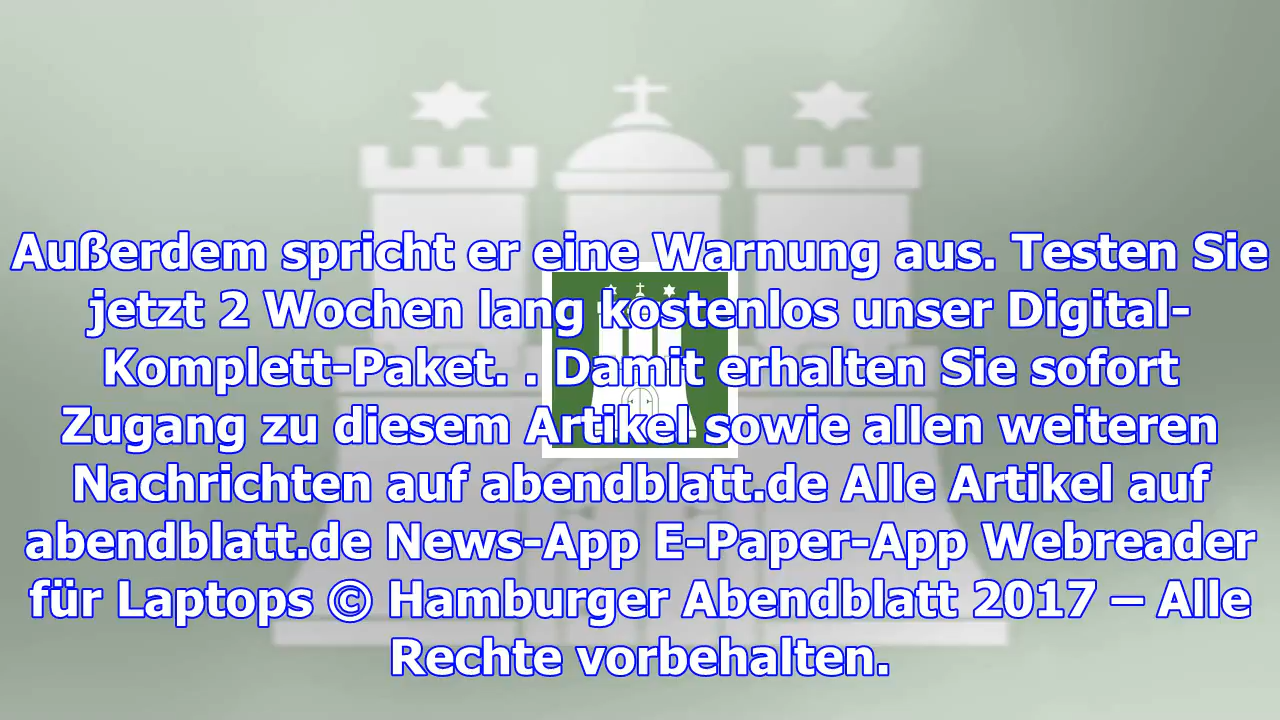 Außerdem spricht er eine Warnung aus. Testen Sie
jetzt 2 Wochen lang kostenlos unser Digital-
Komplett-Paket. . Damit erhalten Sie sofort
Zugang zu diesem Artikel sowie allen weiteren
Nachrichten auf abendblatt.de Alle Artikel auf
abendblatt.de News-App E-Paper-App Webreader
für Laptops © Hamburger Abendblatt 2017 – Alle
Rechte vorbehalten.